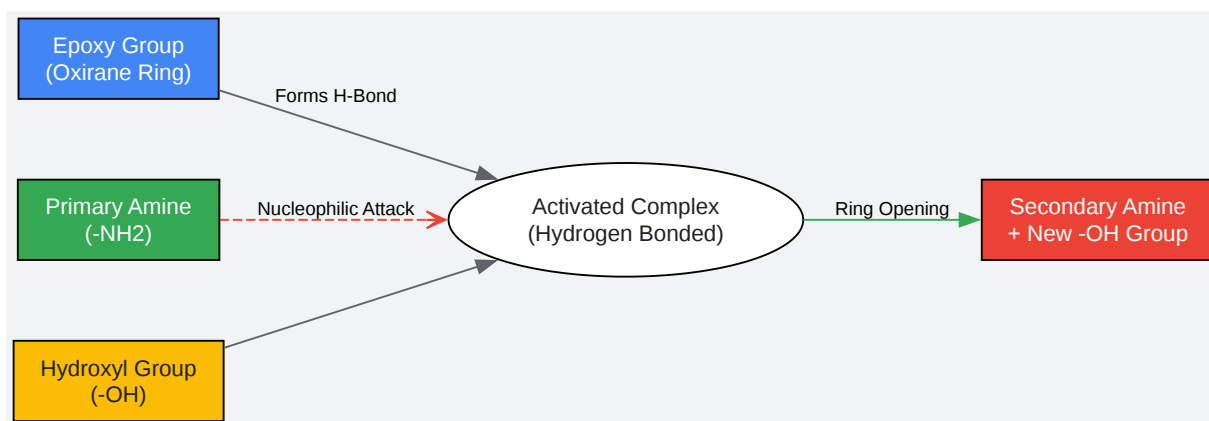 Epoxy Group
(Oxirane Ring)
Forms H-Bond
Primary Amine
(-NH2)
Nucleophilic Attack
Activated Complex
(Hydrogen Bonded)
Ring Opening
Secondary Amine
+ New -OH Group
Hydroxyl Group
(-OH)